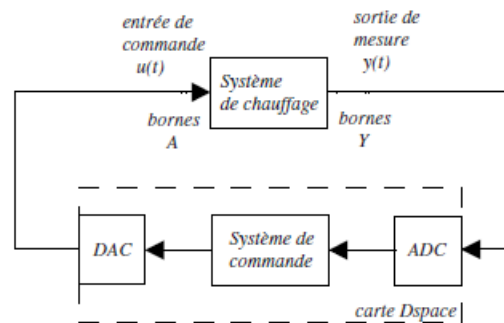 entrée de
commande
u(t)
sortie de
mesure
y(t)
Système
de chauffage
bornes
A
bornes
Y
DAC
Système de
commande
ADC
carte Dspace